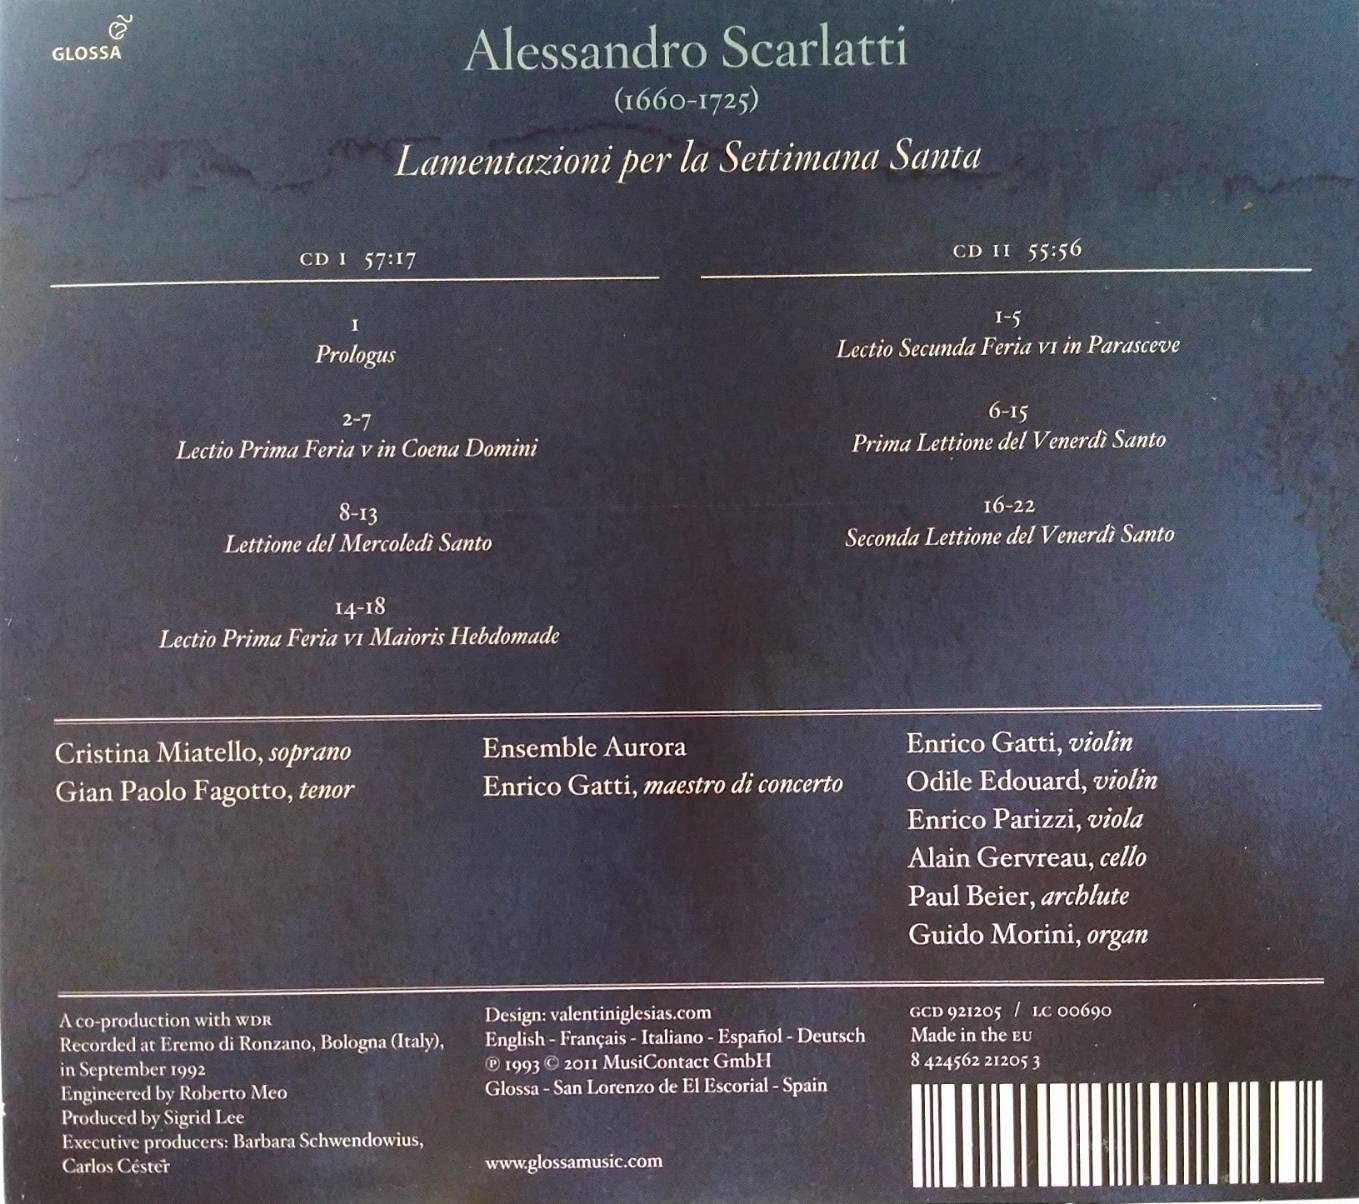 GLOSSA
Alessandro Scarlatti
(1660-1725)
Lamentazioni per la Settimana Santa
CD I 57:17
1
Prologus
2-7
Lectio Prima Feria V in Coena Domini
8-13
Lettione del Mercoledì Santo
14-18
Lectio Prima Feria VI Maioris Hebdomade
CD II 55:56
1-5
Lectio Secunda Feria VI in Parasceve
6-15
Prima Lettione del Venerdì Santo
16-22
Seconda Lettione del Venerdì Santo
Cristina Miatello, soprano
Gian Paolo Fagotto, tenor
Ensemble Aurora
Enrico Gatti, maestro di concerto
Enrico Gatti, violin
Odile Edouard, violin
Enrico Parizzi, viola
Alain Gervreau, cello
Paul Beier, archlute
Guido Morini, organ
A co-production with WDR
Recorded at Eremo di Ronzano, Bologna (Italy),
in September 1992
Engineered by Roberto Meo
Produced by Sigrid Lee
Executive producers: Barbara Schwendowius,
Carlos Céster
Design: valentiniglesias.com
English - Français - Italiano - Español - Deutsch
℗ 1993 © 2011 MusiContact GmbH
Glossa - San Lorenzo de El Escorial - Spain
www.glossamusic.com
GCD 921205 / LC 00690
Made in the EU
8 424562 21205 3